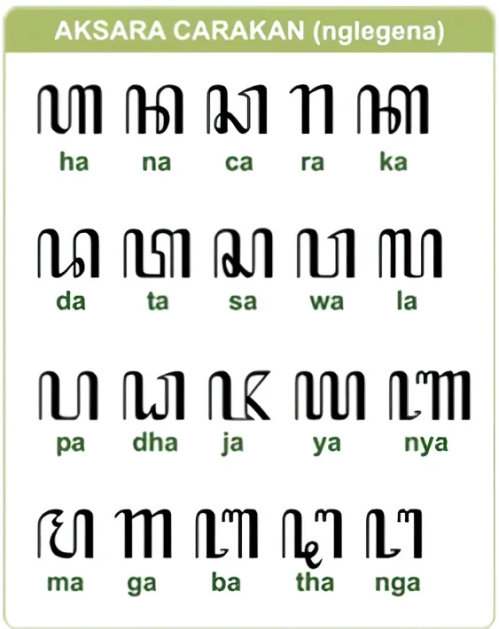 AKSARA CARAKAN (nglegena)
ꦲ ꦤ ꦕ ꦫ ꦏ
ha na ca ra ka
ꦢ ꦠ ꦱ ꦮ ꦭ
da ta sa wa la
ꦥ ꦝ ꦗ ꦪ ꦚ
pa dha ja ya nya
ꦩ ꦒ ꦧ ꦛ ꦔ
ma ga ba tha nga